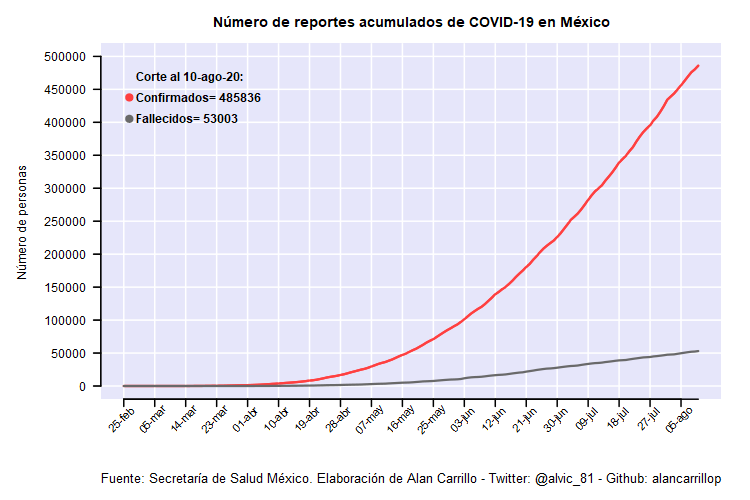 Número de reportes acumulados de COVID-19 en México
Número de personas
500000
450000
400000
350000
300000
250000
200000
150000
100000
50000
0
Corte al 10-ago-20:
Confirmados= 485836
Fallecidos= 53003
25-feb
05-mar
14-mar
23-mar
01-abr
10-abr
19-abr
28-abr
07-may
16-may
25-may
03-jun
12-jun
21-jun
30-jun
09-jul
18-jul
27-jul
05-ago
Fuente: Secretaría de Salud México. Elaboración de Alan Carrillo - Twitter: @alvic_81 - Github: alancarrillop